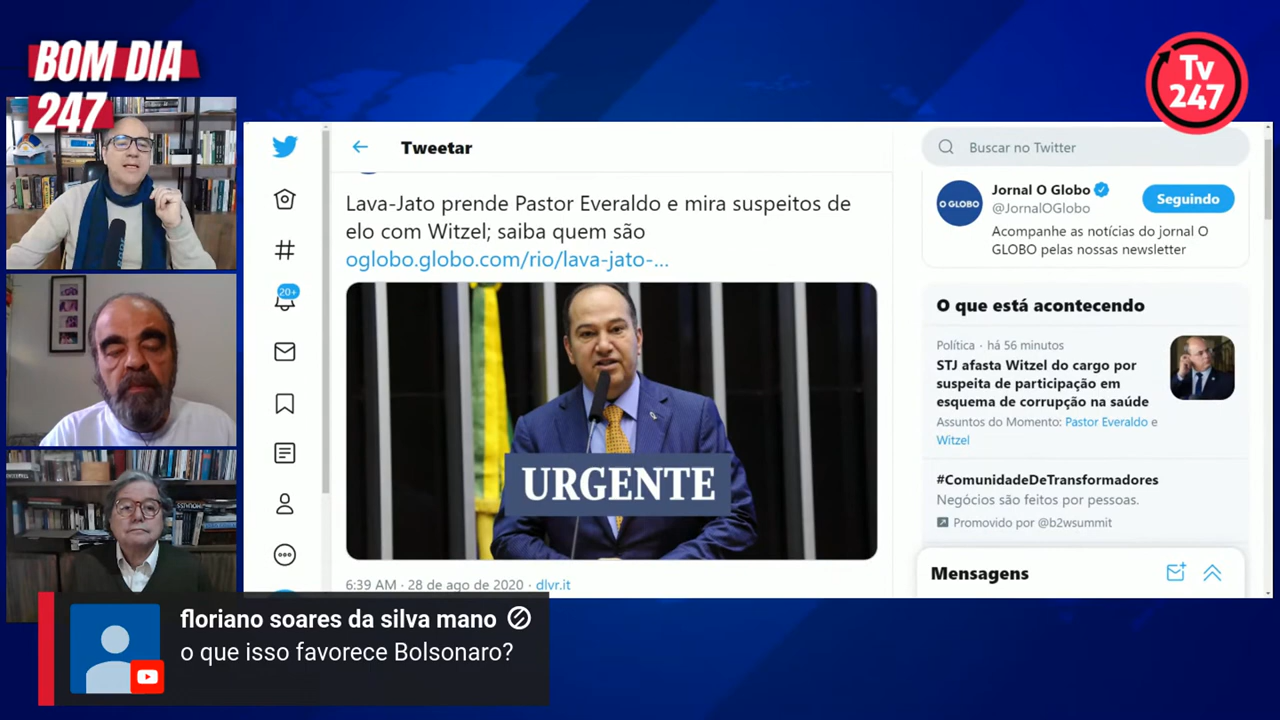 BOM DIA
247
Tv
247
Tweetar
Buscar no Twitter
Lava-Jato prende Pastor Everaldo e mira suspeitos de
elo com Witzel; saiba quem são
oglobo.globo.com/rio/lava-jato-...
URGENTE
6:39 AM · 28 de ago de 2020 · dlvr.it
20+
O GLOBO
Jornal O Globo
@JornalOGlobo
Seguindo
Acompanhe as notícias do jornal O
GLOBO pelas nossas newsletter
O que está acontecendo
Política · há 56 minutos
STJ afasta Witzel do cargo por
suspeita de participação em
esquema de corrupção na saúde
Assuntos do Momento: Pastor Everaldo e
Witzel
#ComunidadeDeTransformadores
Negócios são feitos por pessoas.
Promovido por @b2wsummit
Mensagens
floriano soares da silva mano
o que isso favorece Bolsonaro?